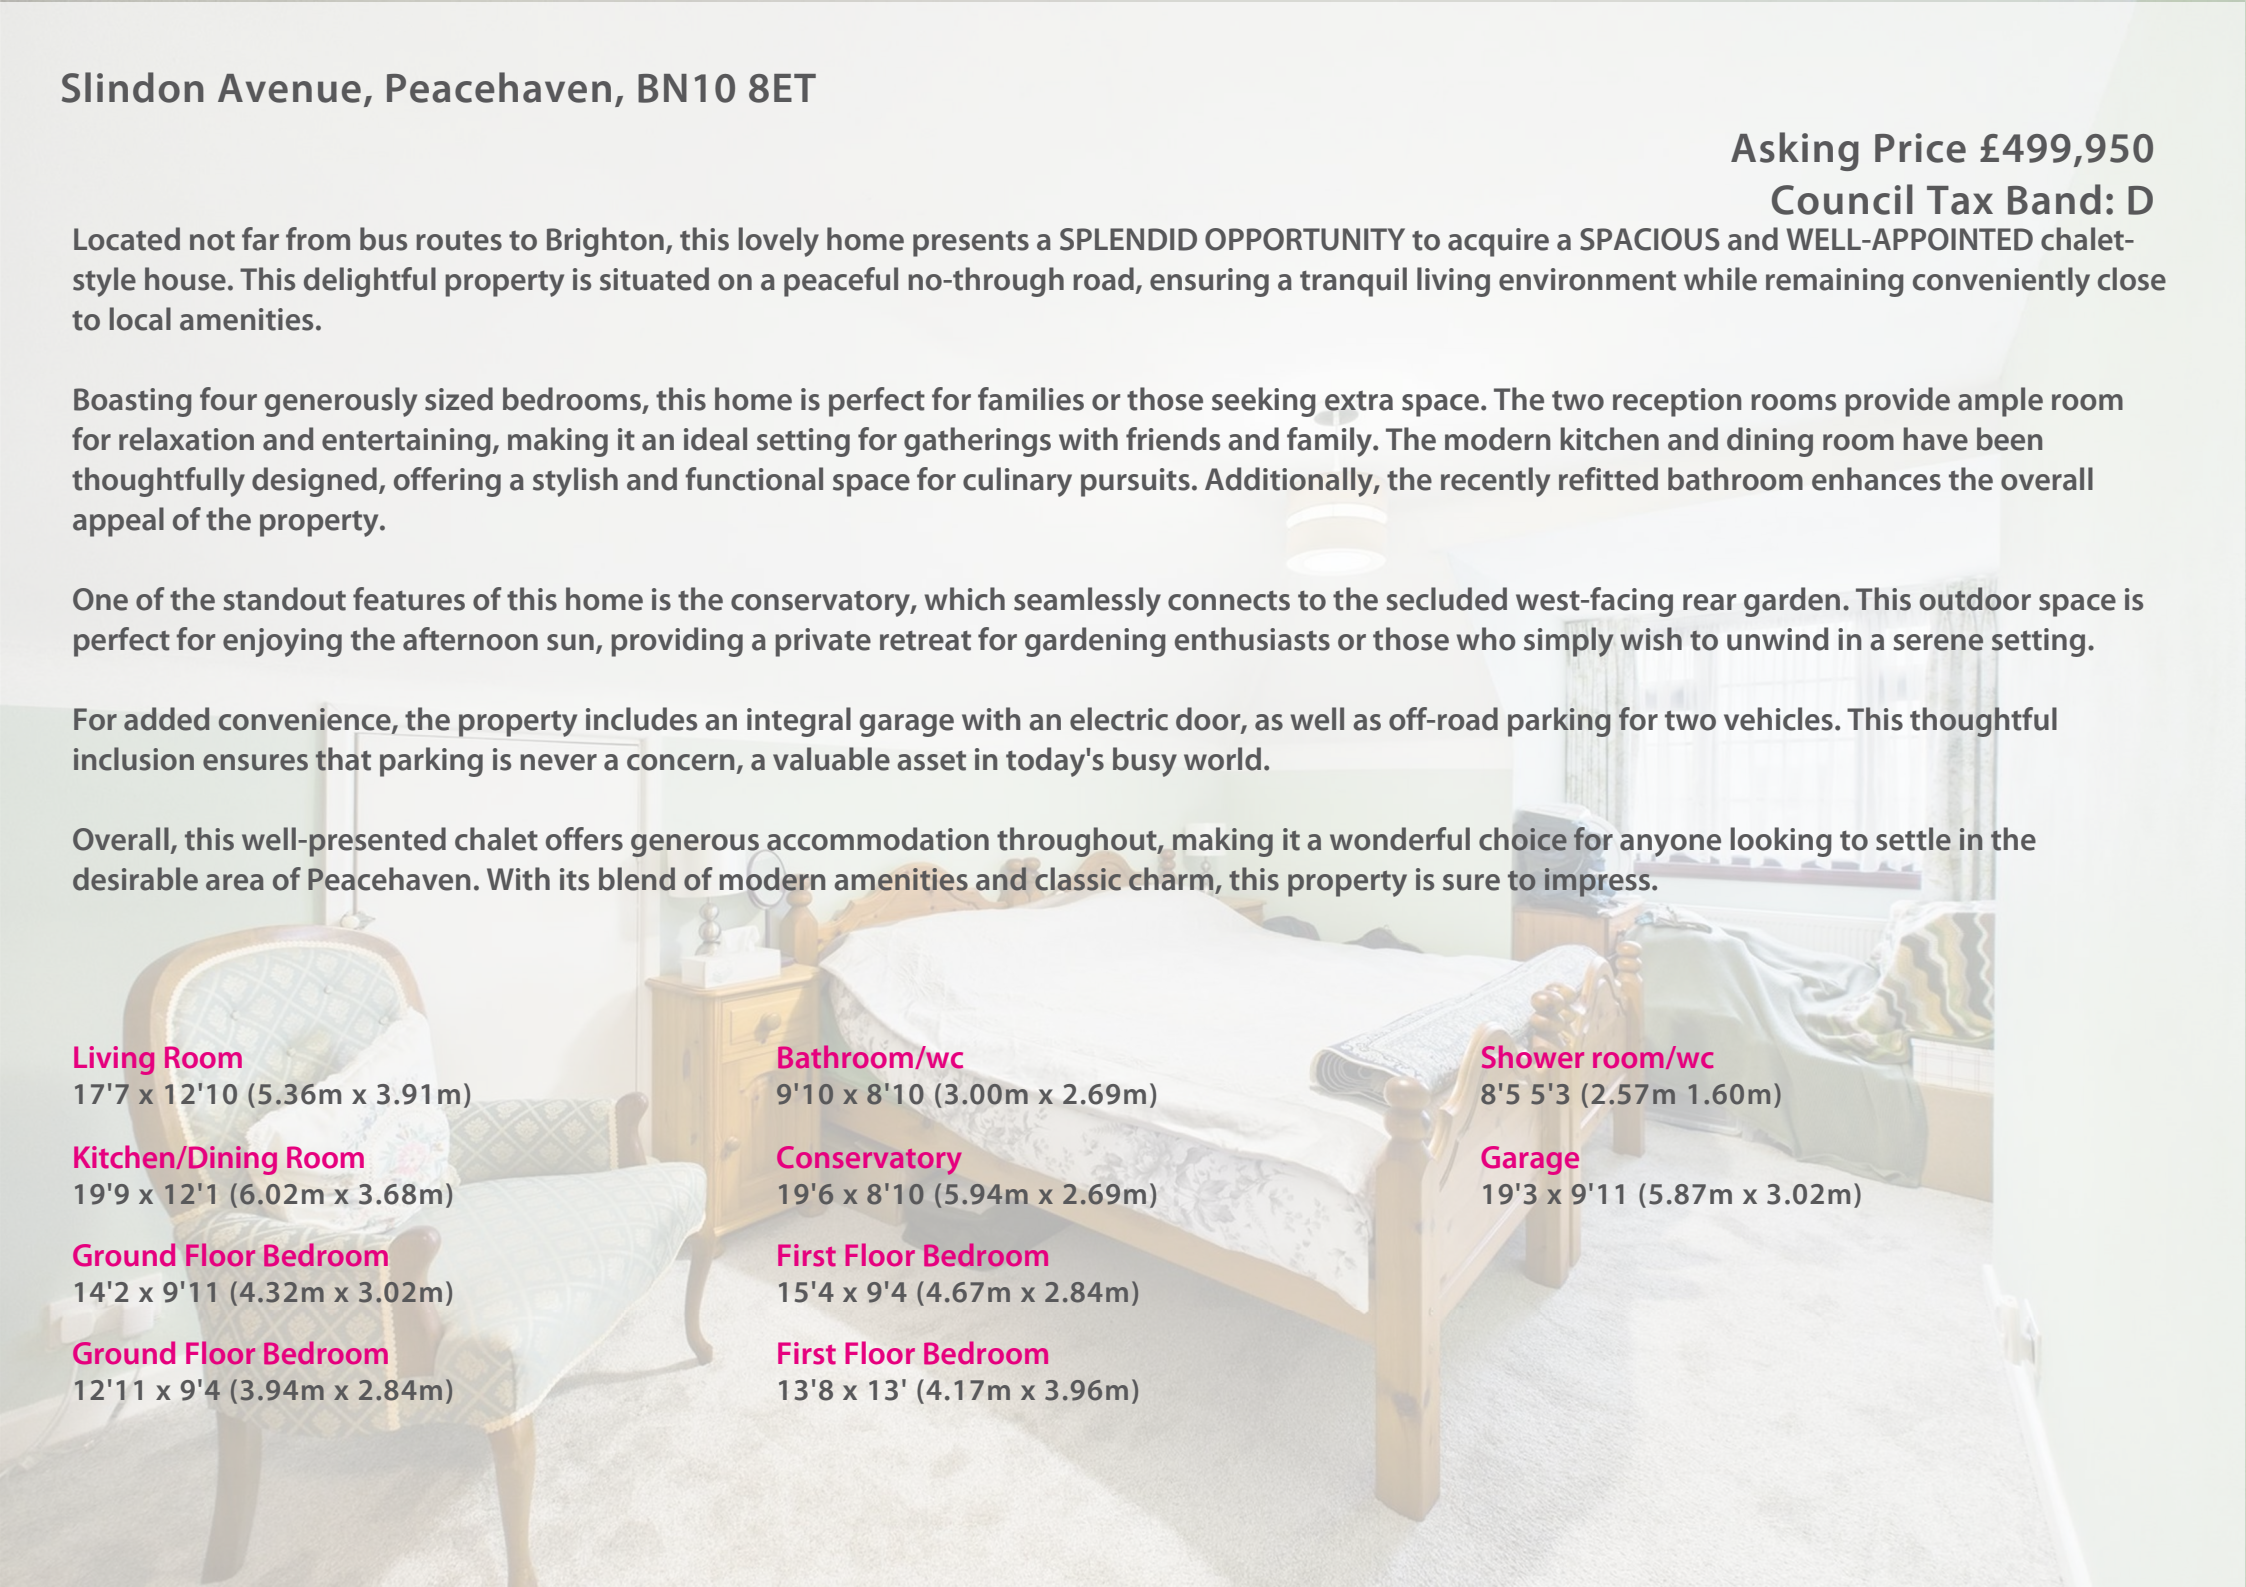 Slindon Avenue, Peacehaven, BN10 8ET
Asking Price £499,950
Council Tax Band: D
Located not far from bus routes to Brighton, this lovely home presents a SPLENDID OPPORTUNITY to acquire a SPACIOUS and WELL-APPOINTED chalet-
style house. This delightful property is situated on a peaceful no-through road, ensuring a tranquil living environment while remaining conveniently close
to local amenities.
Boasting four generously sized bedrooms, this home is perfect for families or those seeking extra space. The two reception rooms provide ample room
for relaxation and entertaining, making it an ideal setting for gatherings with friends and family. The modern kitchen and dining room have been
thoughtfully designed, offering a stylish and functional space for culinary pursuits. Additionally, the recently refitted bathroom enhances the overall
appeal of the property.
One of the standout features of this home is the conservatory, which seamlessly connects to the secluded west-facing rear garden. This outdoor space is
perfect for enjoying the afternoon sun, providing a private retreat for gardening enthusiasts or those who simply wish to unwind in a serene setting.
For added convenience, the property includes an integral garage with an electric door, as well as off-road parking for two vehicles. This thoughtful
inclusion ensures that parking is never a concern, a valuable asset in today's busy world.
Overall, this well-presented chalet offers generous accommodation throughout, making it a wonderful choice for anyone looking to settle in the
desirable area of Peacehaven. With its blend of modern amenities and classic charm, this property is sure to impress.
Living Room
17'7 x 12'10 (5.36m x 3.91m)
Kitchen/Dining Room
19'9 x 12'1 (6.02m x 3.68m)
Ground Floor Bedroom
14'2 x 9'11 (4.32m x 3.02m)
Ground Floor Bedroom
12'11 x 9'4 (3.94m x 2.84m)
Bathroom/wc
9'10 x 8'10 (3.00m x 2.69m)
Conservatory
19'6 x 8'10 (5.94m x 2.69m)
First Floor Bedroom
15'4 x 9'4 (4.67m x 2.84m)
First Floor Bedroom
13'8 x 13' (4.17m x 3.96m)
Shower room/wc
8'5 5'3 (2.57m 1.60m)
Garage
19'3 x 9'11 (5.87m x 3.02m)